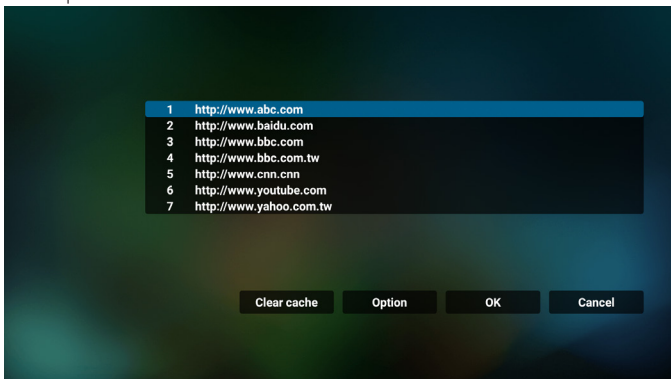 1 http://www.abc.com
2 http://www.baidu.com
3 http://www.bbc.com
4 http://www.bbc.com.tw
5 http://www.cnn.cnn
6 http://www.youtube.com
7 http://www.yahoo.com.tw
Clear cache Option OK Cancel